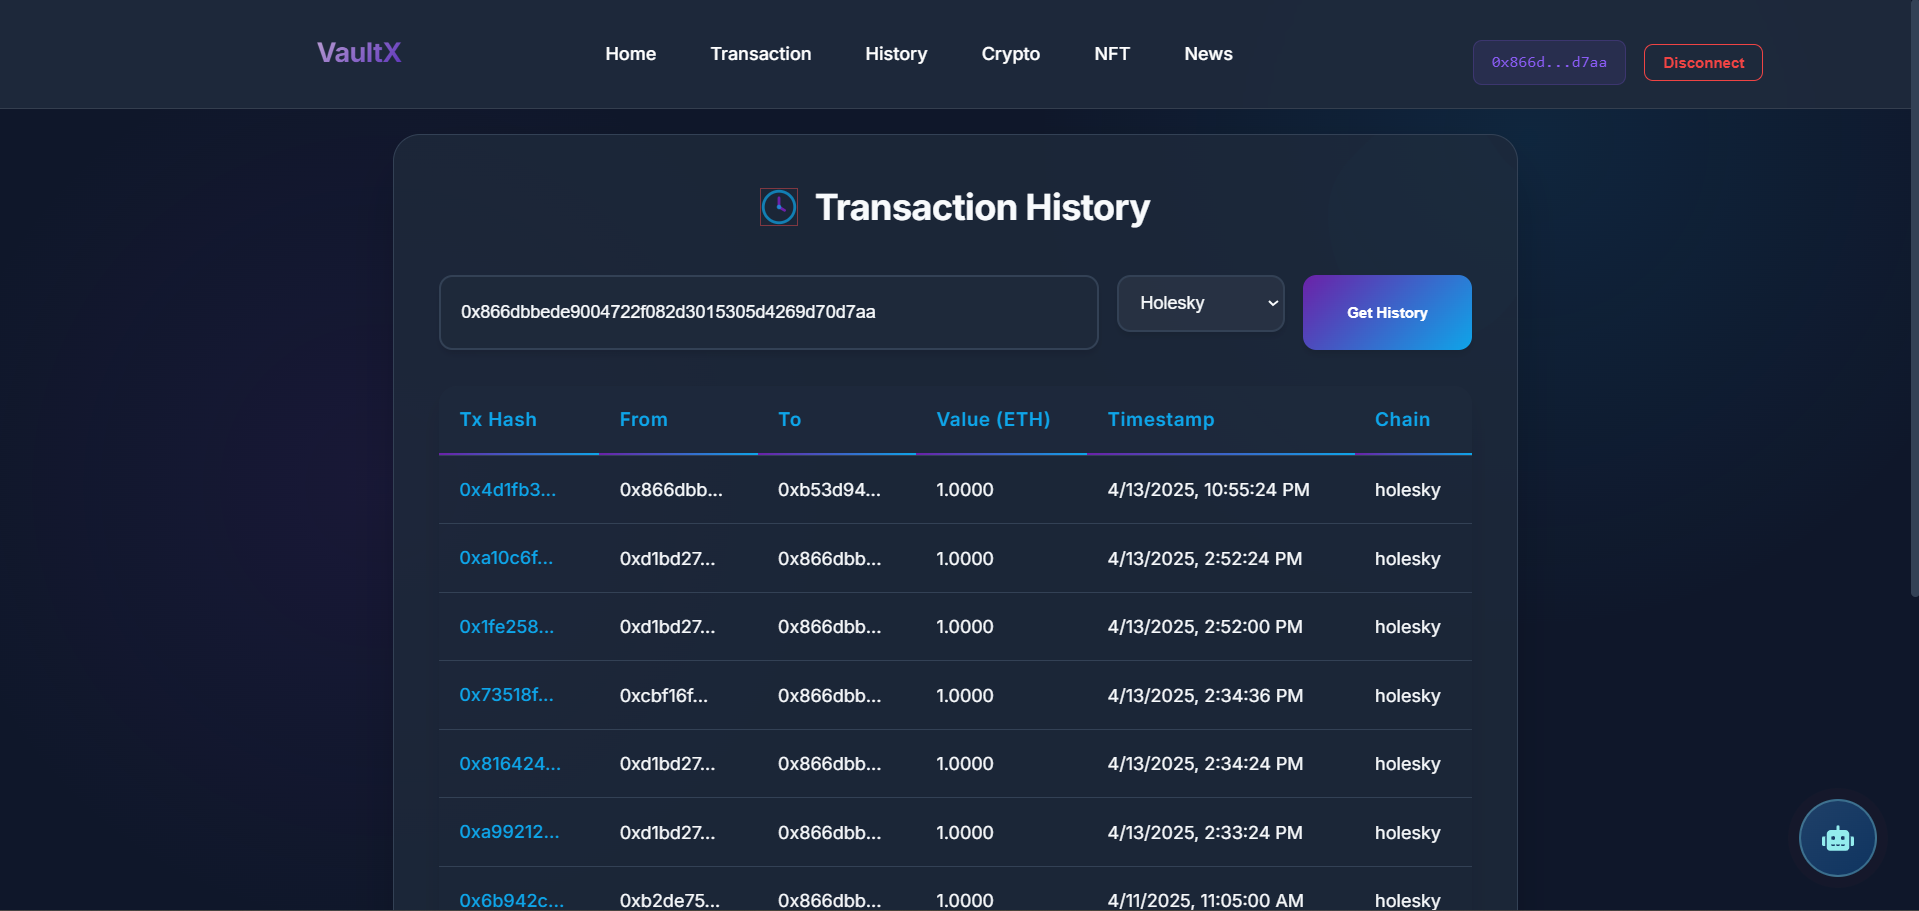 VaultX Home Transaction History Crypto NFT News 0x866d...d7aa Disconnect
Transaction History
0x866dbbede9004722f082d3015305d4269d70d7aa Holesky Get History
Tx Hash From To Value (ETH) Timestamp Chain
0x4d1fb3... 0x866dbb... 0xb53d94... 1.0000 4/13/2025, 10:55:24 PM holesky
0xa10c6f... 0xd1bd27... 0x866dbb... 1.0000 4/13/2025, 2:52:24 PM holesky
0x1fe258... 0xd1bd27... 0x866dbb... 1.0000 4/13/2025, 2:52:00 PM holesky
0x73518f... 0xcbf16f... 0x866dbb... 1.0000 4/13/2025, 2:34:36 PM holesky
0x816424... 0xd1bd27... 0x866dbb... 1.0000 4/13/2025, 2:34:24 PM holesky
0xa99212... 0xd1bd27... 0x866dbb... 1.0000 4/13/2025, 2:33:24 PM holesky
0x6b942c... 0xb2de75... 0x866dbb... 1.0000 4/11/2025, 11:05:00 AM holesky